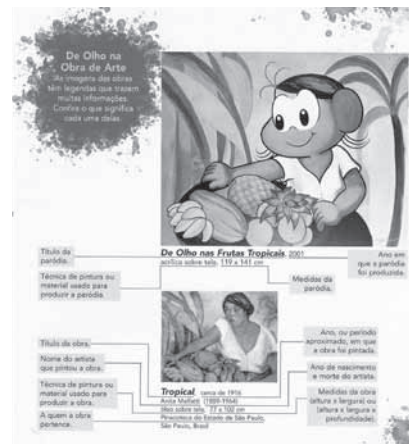 De Olho na
Obra de Arte
As imagens das obras
têm legendas que trazem
muitas informações.
Confira o que significa
cada uma delas.
De Olho nas Frutas Tropicais, 2001
acrílica sobre tela, 119 x 141 cm
Título da
paródia.
Técnica de pintura ou
material usado para
produzir a paródia.
Ano em
que a paródia
foi produzida.
Medidas da
paródia.
Tropical, cerca de 1916
Anita Malfatti (1889-1964)
óleo sobre tela, 77 x 102 cm
Pinacoteca do Estado de São Paulo,
São Paulo, Brasil
Título da obra.
Nome do artista
que pintou a obra.
Técnica de pintura ou
material usado para
produzir a obra.
A quem a obra
pertence.
Ano, ou período
aproximado, em que
a obra foi pintada.
Ano de nascimento
e morte do artista.
Medidas da obra
(altura x largura) ou
(altura x largura x
profundidade).